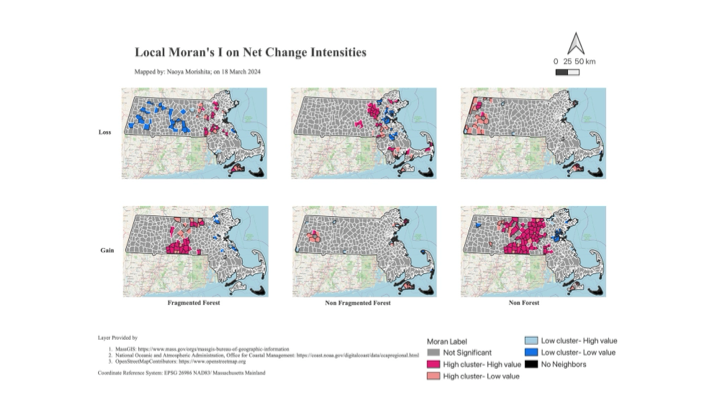 Local Moran's I on Net Change Intensities
Mapped by: Naoya Morishita; on 18 March 2024
0 25 50 km
Loss
Gain
Fragmented Forest
Non Fragmented Forest
Non Forest
Layer Provided by
1. MassGIS: https://www.mass.gov/orgs/massgis-bureau-of-geographic-information
2. National Oceanic and Atmospheric Administration, Office for Coastal Management: https://coast.noaa.gov/digitalcoast/data/ccapregional.html
3. OpenStreetMapContributors: https://www.openstreetmap.org
Coordinate Reference System: EPSG 26986 NAD83/ Massachusetts Mainland
Moran Label
Not Significant
High cluster- High value
High cluster- Low value
Low cluster- High value
Low cluster- Low value
No Neighbors